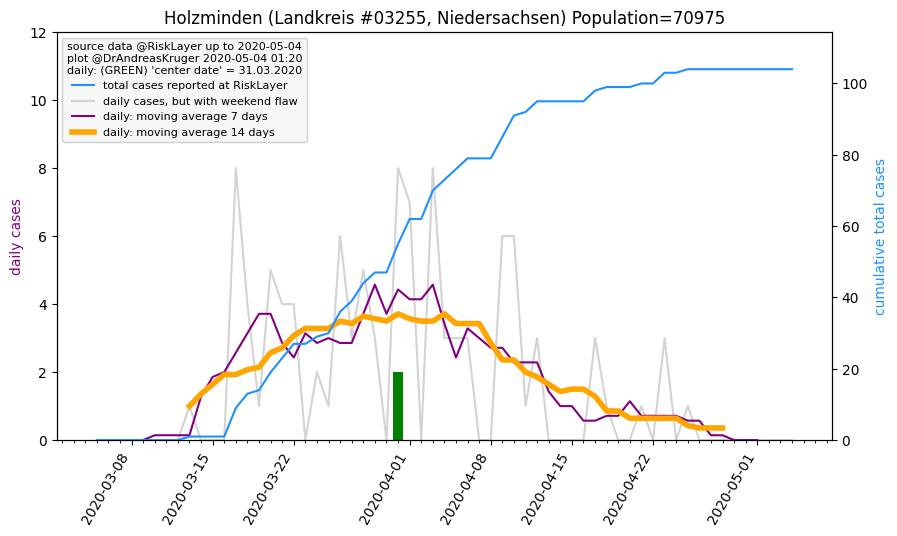 Holzminden (Landkreis #03255, Niedersachsen) Population=70975
source data @RiskLayer up to 2020-05-04
plot @DrAndreasKruger 2020-05-04 01:20
daily: (GREEN) 'center date' = 31.03.2020
total cases reported at RiskLayer
daily cases, but with weekend flaw
daily: moving average 7 days
daily: moving average 14 days
12
10
8
6
4
2
0
daily cases
100
80
60
40
20
0
cumulative total cases
2020-03-08
2020-03-15
2020-03-22
2020-04-01
2020-04-08
2020-04-15
2020-04-22
2020-05-01